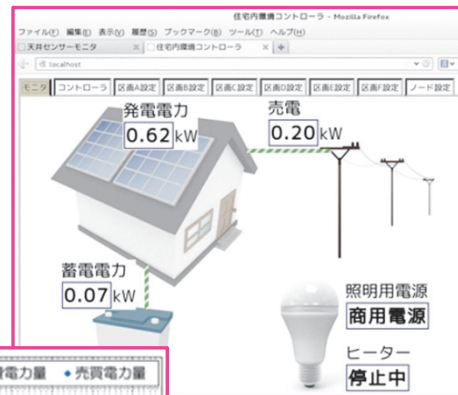 住宅内環境コントローラ - Mozilla Firefox
ファイル(F) 編集(E) 表示(V) 履歴(S) ブックマーク(B) ツール(T) ヘルプ(H)
天井センサーモニタ × 住宅内環境コントローラ × +
localhost
モニタ コントローラ 区画A設定 区画B設定 区画C設定 区画D設定 区画E設定 区画F設定 ノード設定
発電電力
0.62 kW
売電
0.20 kW
蓄電電力
0.07 kW
照明用電源
商用電源
ヒーター
停止中
電力量 ◆売買電力量